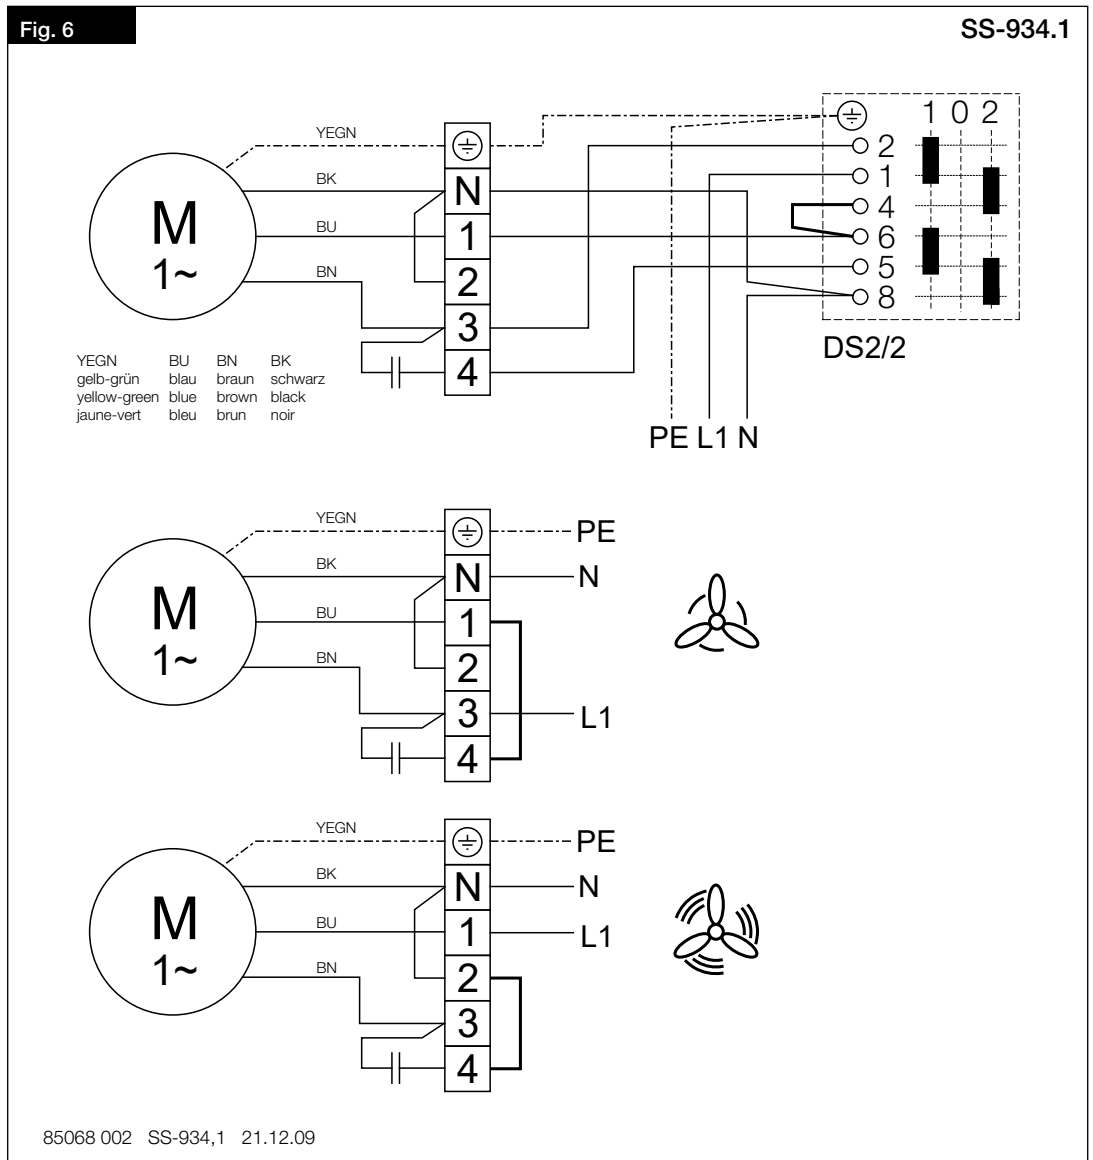 Fig. 6
SS-934.1
YEGN
BK
BU
BN
M
1~
N
1
2
3
4
1 0 2
2
1
4
6
5
8
DS2/2
YEGN BU BN BK
gelb-grün blau braun schwarz
yellow-green blue brown black
jaune-vert bleu brun noir
PE L1 N
YEGN
BK
BU
BN
M
1~
N
1
2
3
4
PE
N
L1
YEGN
BK
BU
BN
M
1~
N
1
2
3
4
PE
N
L1
85068 002 SS-934,1 21.12.09